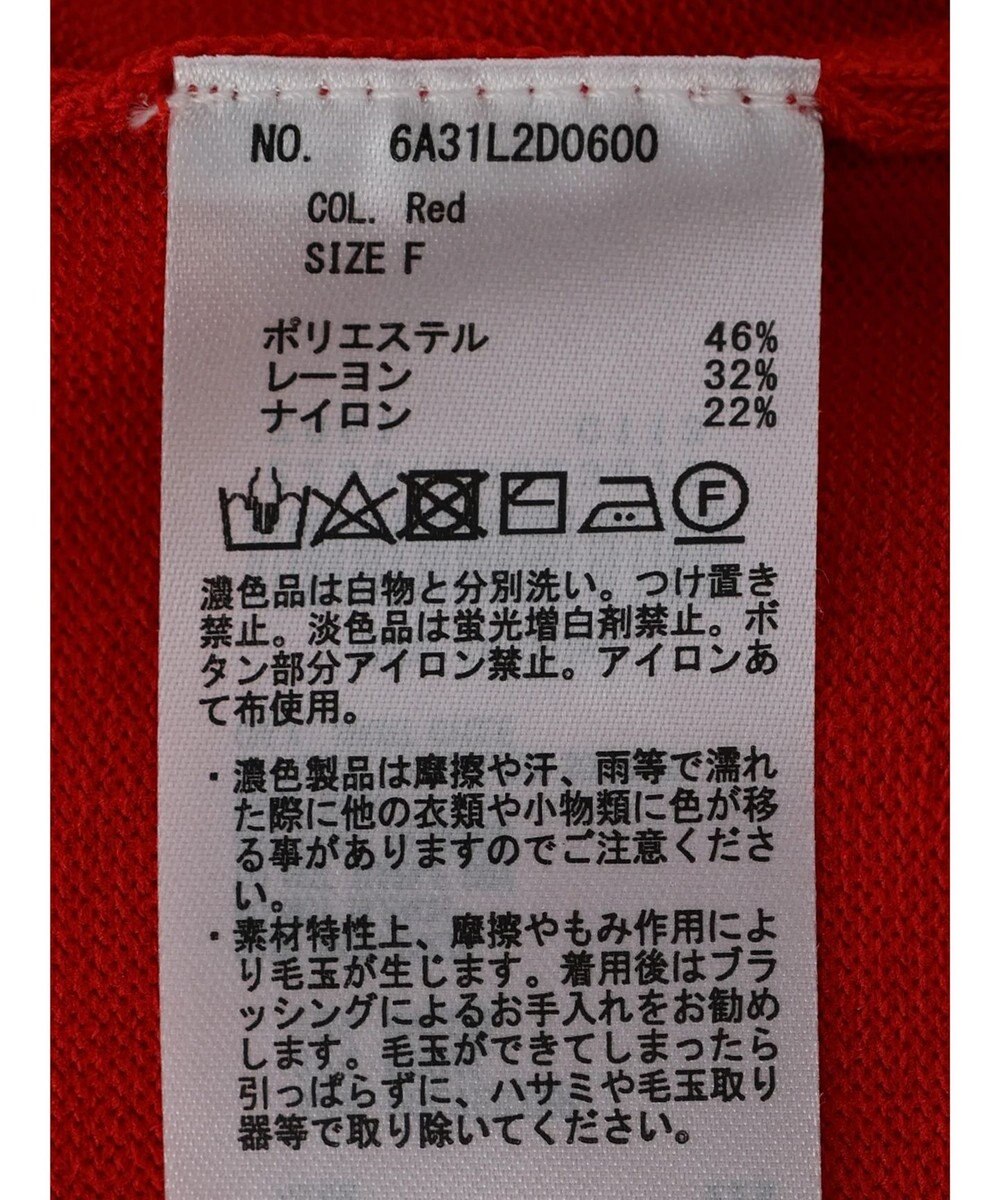 NO. 6A31L2D0600
COL. Red
SIZE F
ポリエステル 46%
レーヨン 32%
ナイロン 22%
F
濃色品は白物と分別洗い。つけ置き
禁止。淡色品は蛍光増白剤禁止。ボ
タン部分アイロン禁止。アイロンあ
て布使用。
・濃色製品は摩擦や汗、雨等で濡れ
た際に他の衣類や小物類に色が移
る事がありますのでご注意くださ
い。
・素材特性上、摩擦やもみ作用によ
り毛玉が生じます。着用後はブラ
ッシングによるお手入れをお勧め
します。毛玉ができてしまったら
引っぱらずに、ハサミや毛玉取り
器等で取り除いてください。